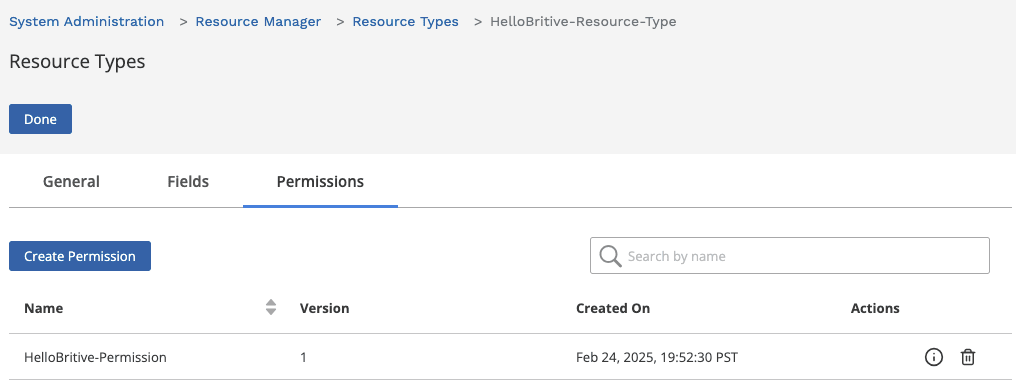 System Administration > Resource Manager > Resource Types > HelloBritive-Resource-Type
Resource Types
Done
General Fields Permissions
Create Permission Search by name
Name Version Created On Actions
HelloBritive-Permission 1 Feb 24, 2025, 19:52:30 PST